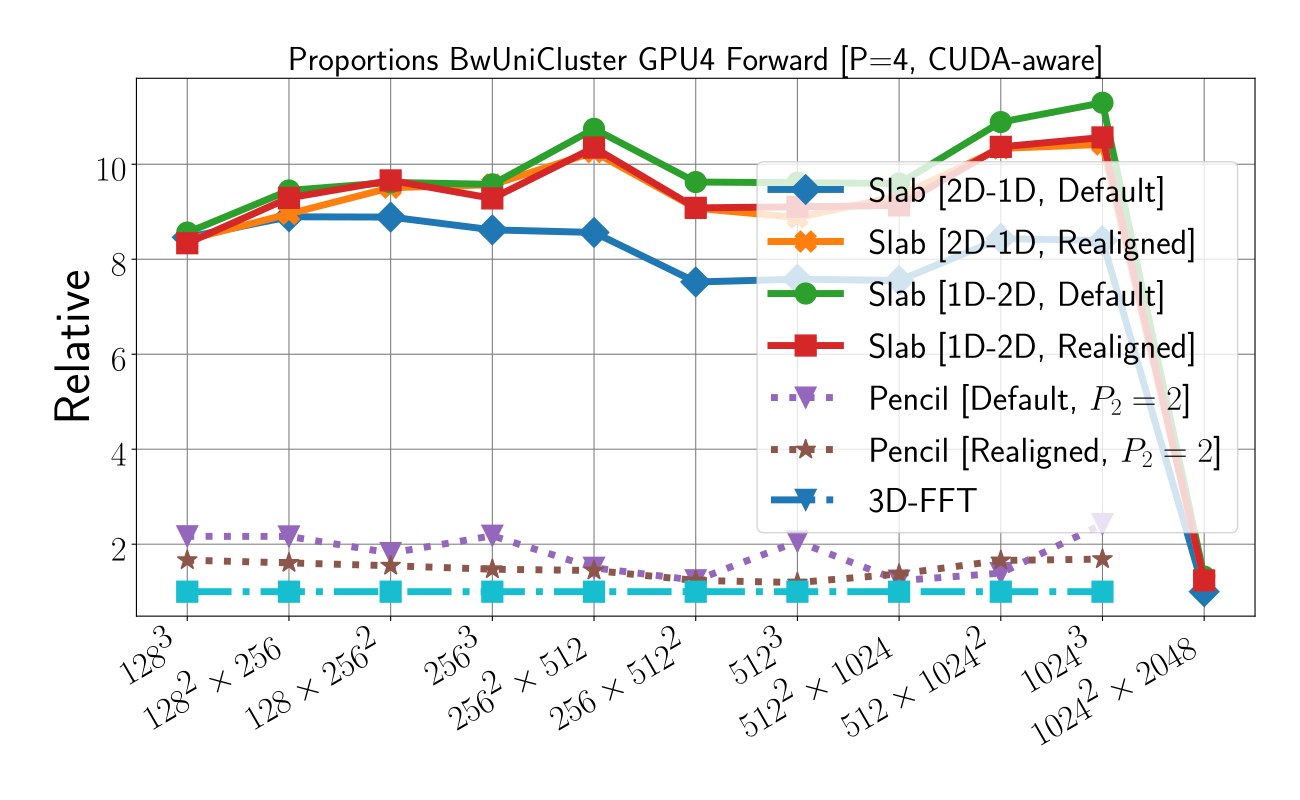 Proportions BwUniCluster GPU4 Forward [P=4, CUDA-aware]
Relative
10
8
6
4
2
Slab [2D-1D, Default]
Slab [2D-1D, Realigned]
Slab [1D-2D, Default]
Slab [1D-2D, Realigned]
Pencil [Default, P₂ = 2]
Pencil [Realigned, P₂ = 2]
3D-FFT
128³
128² × 256
128 × 256²
256³
256² × 512
256 × 512²
512³
512² × 1024
512 × 1024²
1024³
1024² × 2048